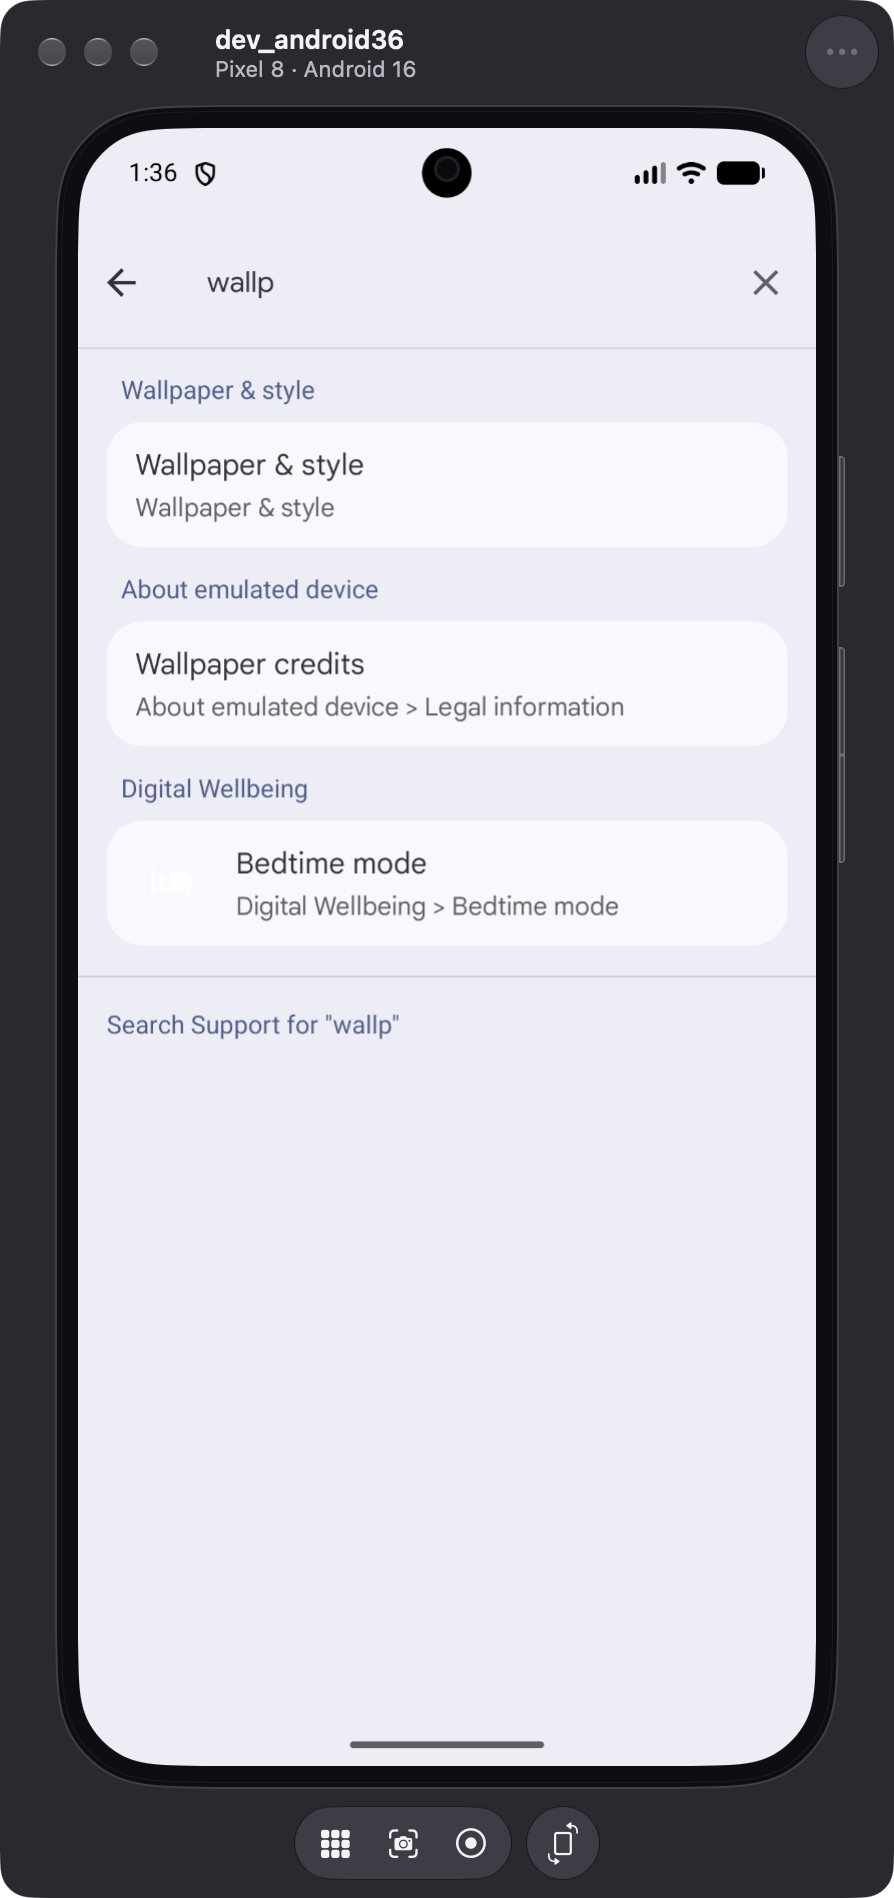 dev_android36
Pixel 8 · Android 16
1:36
wallp
Wallpaper & style
Wallpaper & style
Wallpaper & style
About emulated device
Wallpaper credits
About emulated device > Legal information
Digital Wellbeing
Bedtime mode
Digital Wellbeing > Bedtime mode
Search Support for "wallp"